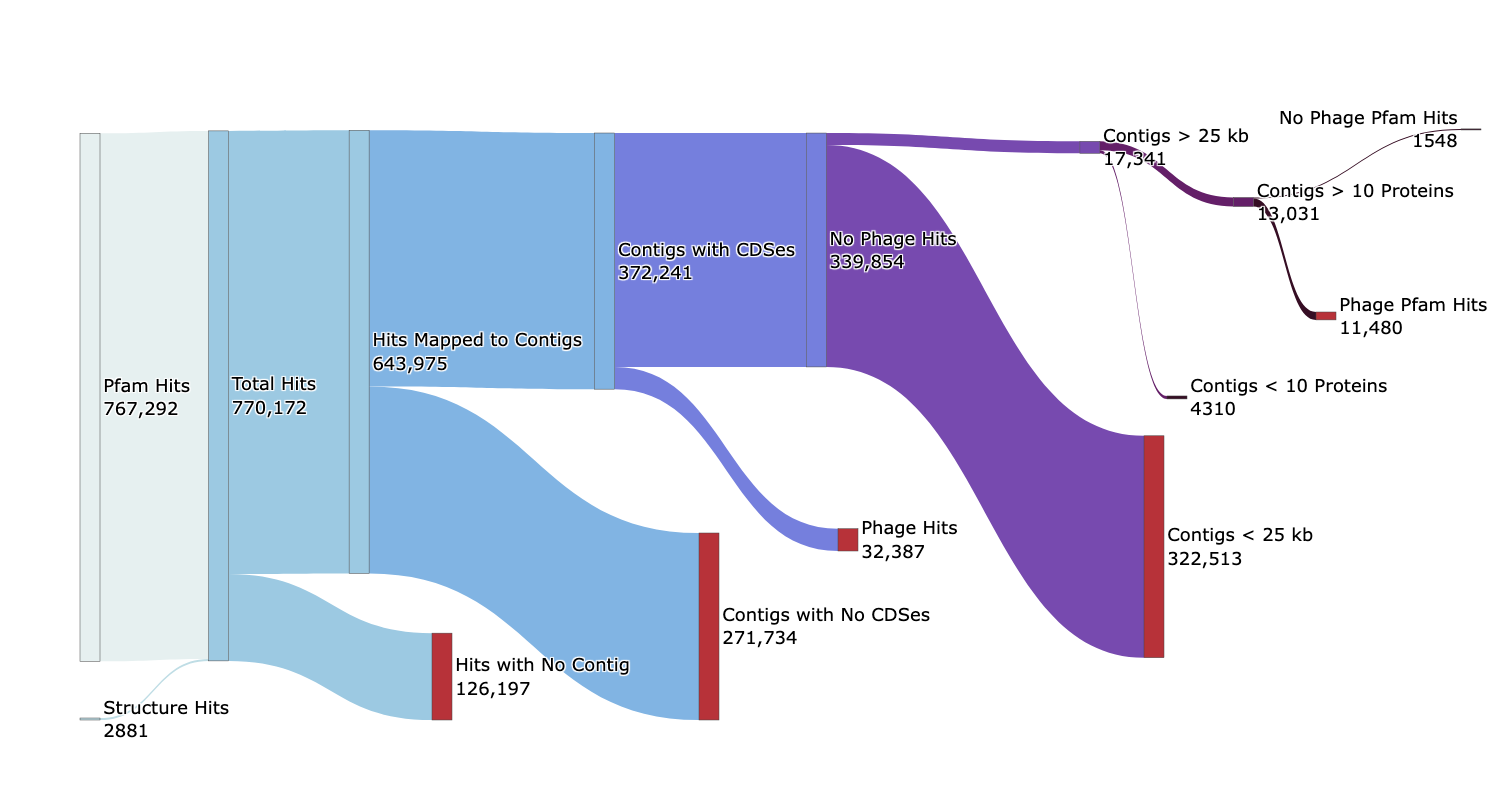 Pfam Hits
767,292
Structure Hits
2881
Total Hits
770,172
Hits Mapped to Contigs
643,975
Hits with No Contig
126,197
Contigs with CDSes
372,241
Contigs with No CDSes
271,734
No Phage Hits
339,854
Phage Hits
32,387
Contigs > 25 kb
17,341
Contigs < 25 kb
322,513
Contigs > 10 Proteins
13,031
Contigs < 10 Proteins
4310
No Phage Pfam Hits
1548
Phage Pfam Hits
11,480